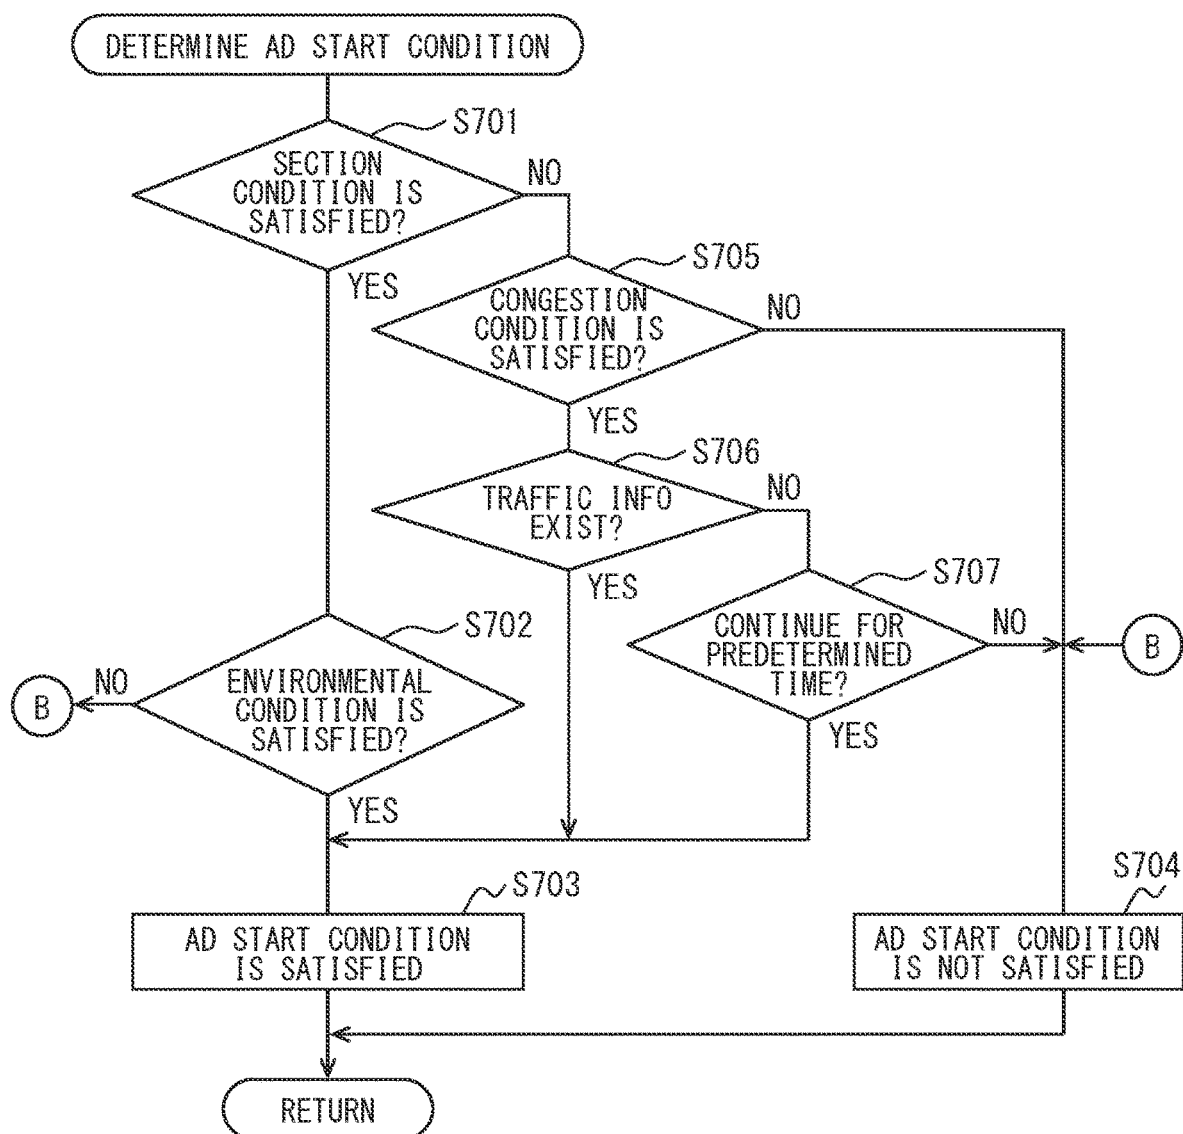 DETERMINE AD START CONDITION
S701
SECTION
CONDITION IS
SATISFIED?
NO
YES
S705
CONGESTION
CONDITION IS
SATISFIED?
NO
YES
S706
TRAFFIC INFO
EXIST?
NO
YES
S707
CONTINUE FOR
PREDETERMINED
TIME?
NO
B
YES
S702
ENVIRONMENTAL
CONDITION IS
SATISFIED?
NO
B
YES
S703
AD START CONDITION
IS SATISFIED
S704
AD START CONDITION
IS NOT SATISFIED
RETURN